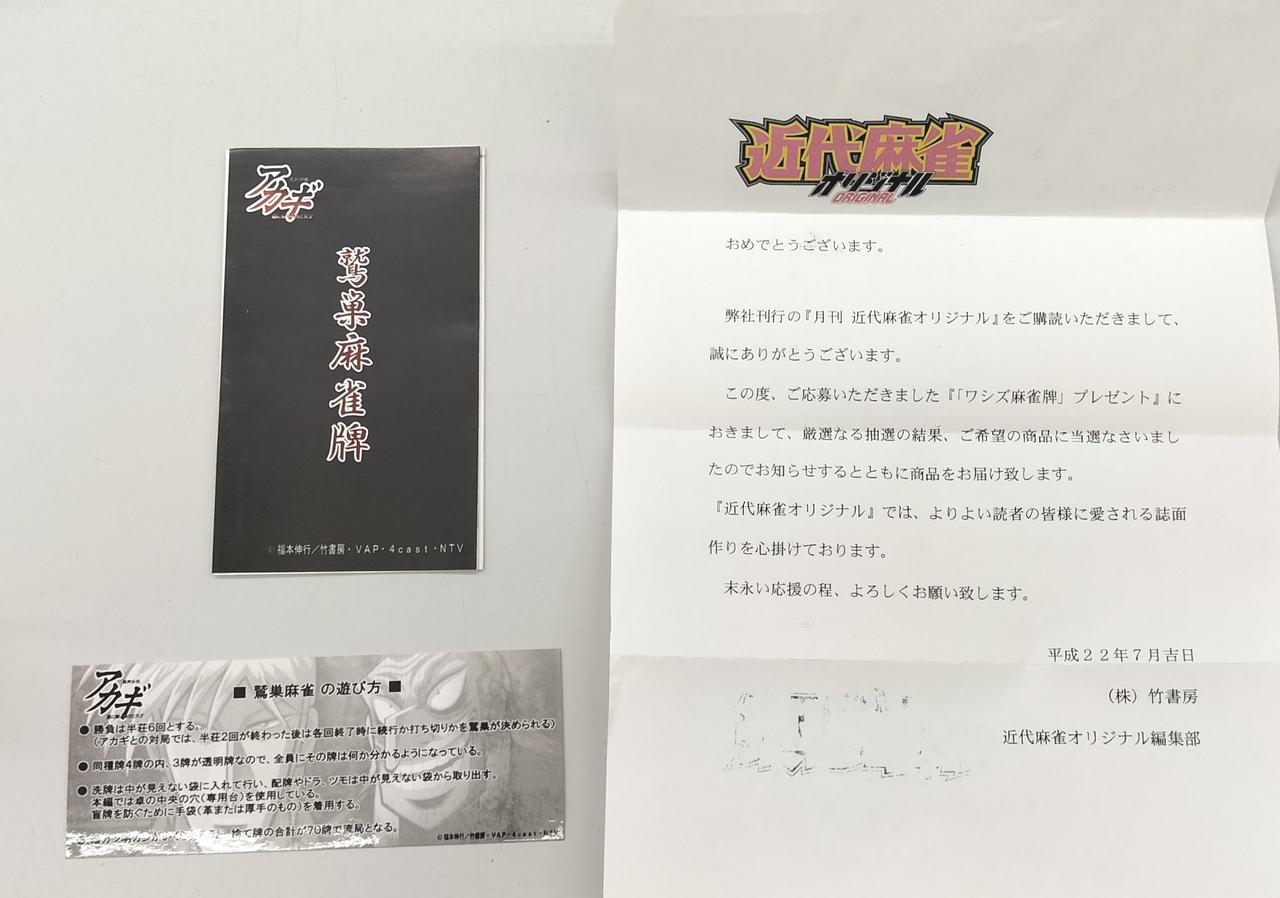 アカギ
鷲巣麻雀牌
©福本伸行/竹書房・VAP・4cast・NTV
アカギ
■ 鷲巣麻雀 の遊び方 ■
● 勝負は半荘6回とする。
(アカギとの対局では、半荘2回が終わった後は各回終了時に続行か打ち切りかを鷲巣が決められる)
● 同種牌4牌の内、3牌が透明牌なので、全員にその牌は何か分かるようになっている。
● 洗牌は中が見えない袋に入れて行い、配牌やドラ、ツモは中が見えない袋から取り出す。
本編では卓の中央の穴(専用台)を使用している。
盲牌を防ぐために手袋(革または厚手のもの)を着用する。
捨て牌の合計が70牌で流局となる。
©福本伸行/竹書房・VAP・4cast・NTV
近代麻雀
オリジナル
ORIGINAL
おめでとうございます。
弊社刊行の『月刊 近代麻雀オリジナル』をご購読いただきまして、
誠にありがとうございます。
この度、ご応募いただきました『「ワシズ麻雀牌」プレゼント』に
おきまして、厳選なる抽選の結果、ご希望の商品に当選なさいまし
たのでお知らせするとともに商品をお届け致します。
『近代麻雀オリジナル』では、よりよい読者の皆様に愛される誌面
作りを心掛けております。
末永い応援の程、よろしくお願い致します。
平成22年7月吉日
(株)竹書房
近代麻雀オリジナル編集部